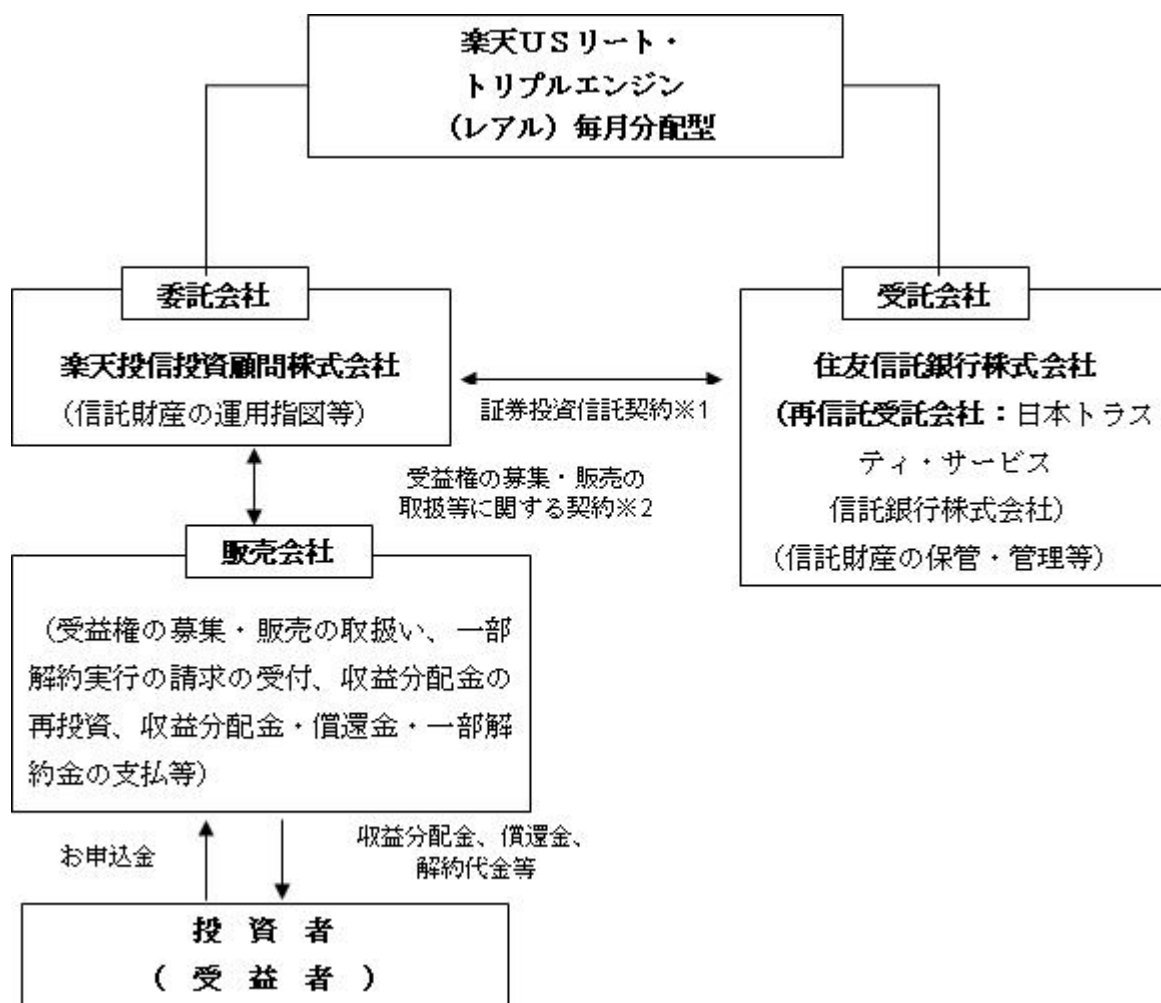 楽天ＵＳリート・
トリプルエンジン
（レアル）毎月分配型
委託会社
楽天投信投資顧問株式会社
（信託財産の運用指図等）
証券投資信託契約※1
受託会社
住友信託銀行株式会社
（再信託受託会社：日本トラス
ティ・サービス
信託銀行株式会社）
（信託財産の保管・管理等）
受益権の募集・販売の
取扱等に関する契約※2
販売会社
（受益権の募集・販売の取扱い、一部
解約実行の請求の受付、収益分配金の
再投資、収益分配金・償還金・一部解
約金の支払等）
お申込金
収益分配金、償還金、
解約代金等
投　資　者
（　受　益　者　）